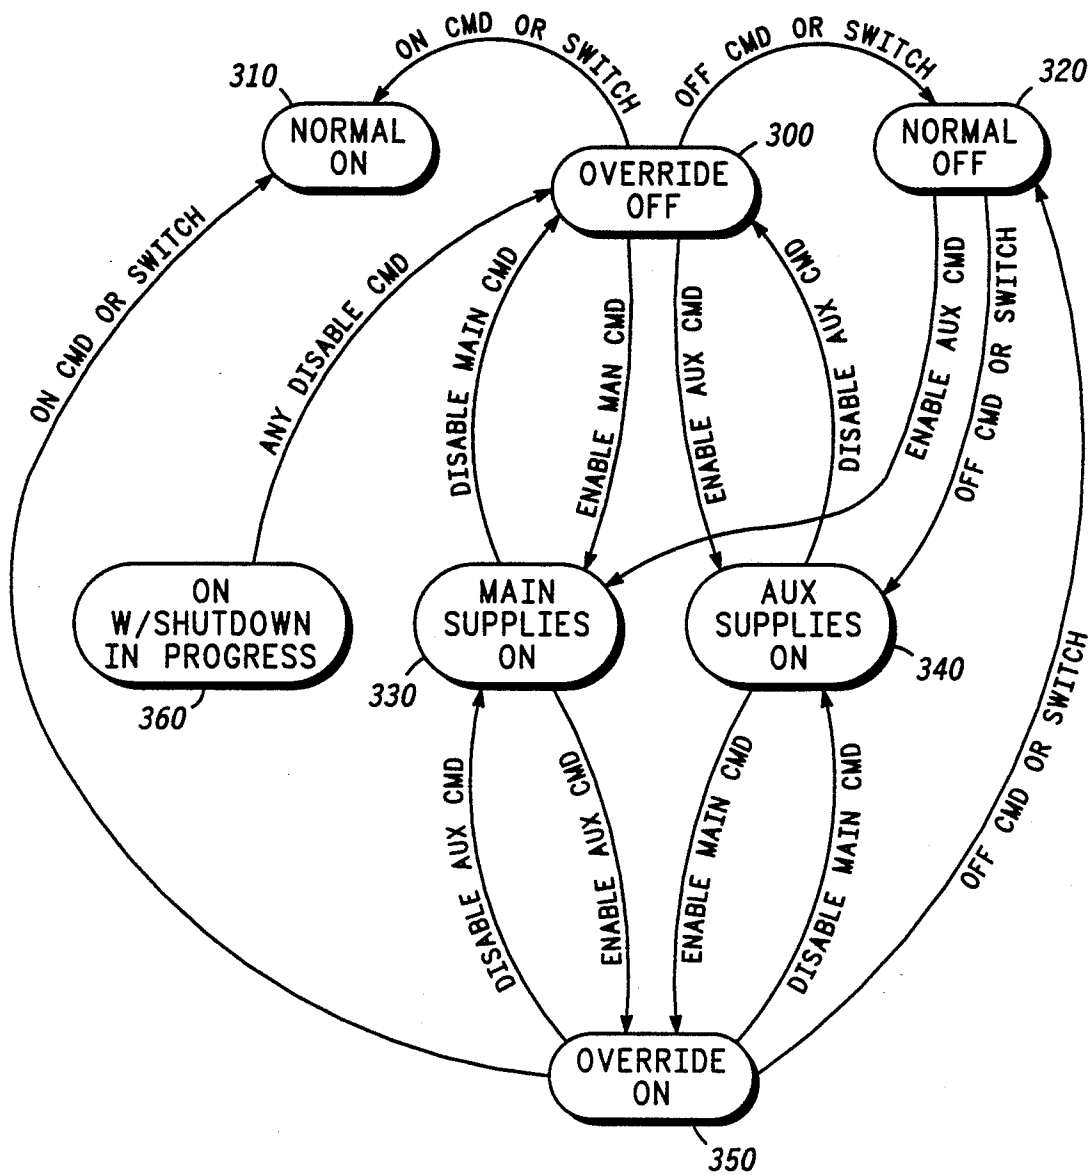 ON CMD OR SWITCH
OFF CMD OR SWITCH
310
320
NORMAL
ON
300
NORMAL
OFF
OVERRIDE
OFF
ON CMD OR SWITCH
ANY DISABLE CMD
DISABLE MAIN CMD
ENABLE MAN CMD
ENABLE AUX CMD
DISABLE AUX CMD
ENABLE AUX CMD
OFF CMD OR SWITCH
ON
W/SHUTDOWN
IN PROGRESS
360
MAIN
SUPPLIES
ON
330
AUX
SUPPLIES
ON
340
DISABLE AUX CMD
ENABLE AUX CMD
ENABLE MAIN CMD
DISABLE MAIN CMD
OFF CMD OR SWITCH
OVERRIDE
ON
350